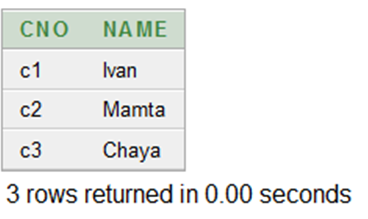 CNO NAME
c1 Ivan
c2 Mamta
c3 Chaya
3 rows returned in 0.00 seconds